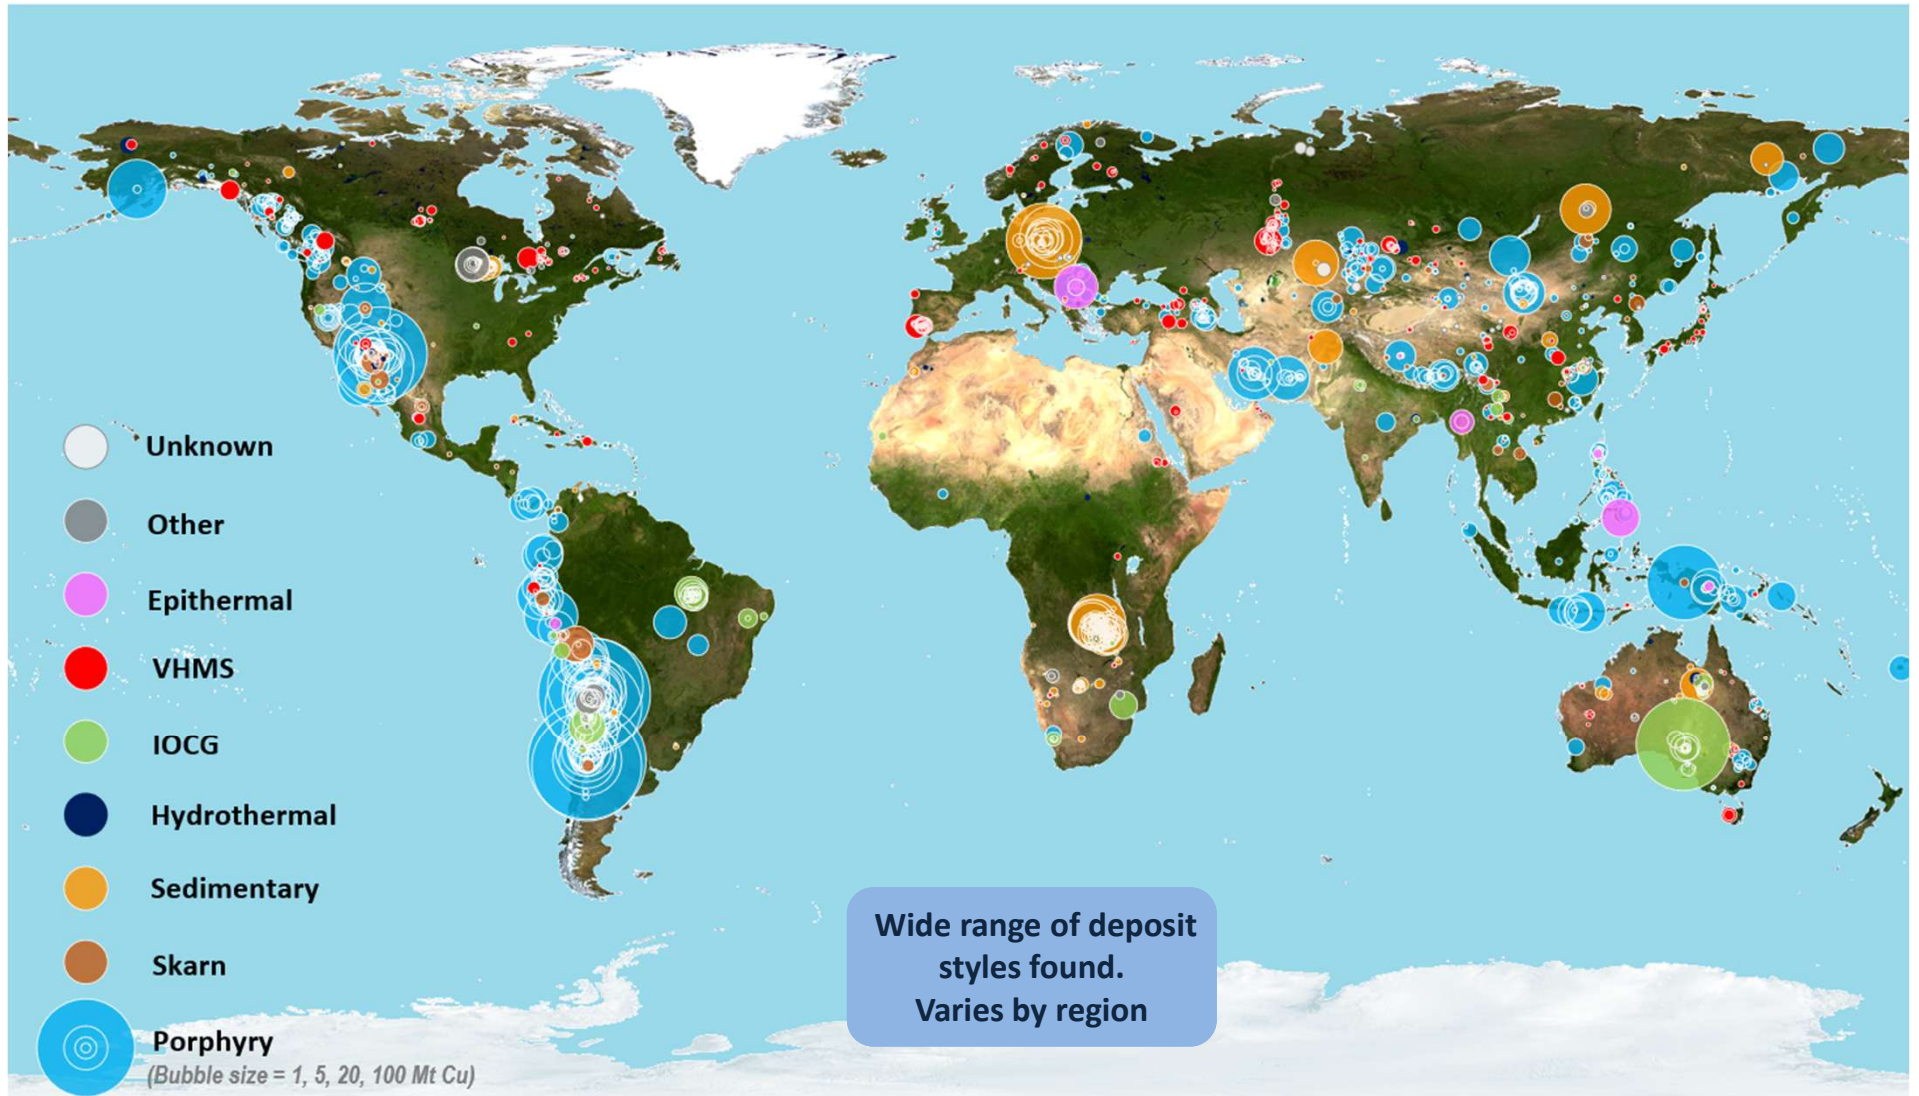 Unknown
Other
Epithermal
VHMS
IOCG
Hydrothermal
Sedimentary
Skarn
Porphyry
(Bubble size = 1, 5, 20, 100 Mt Cu)
Wide range of deposit
styles found.
Varies by region